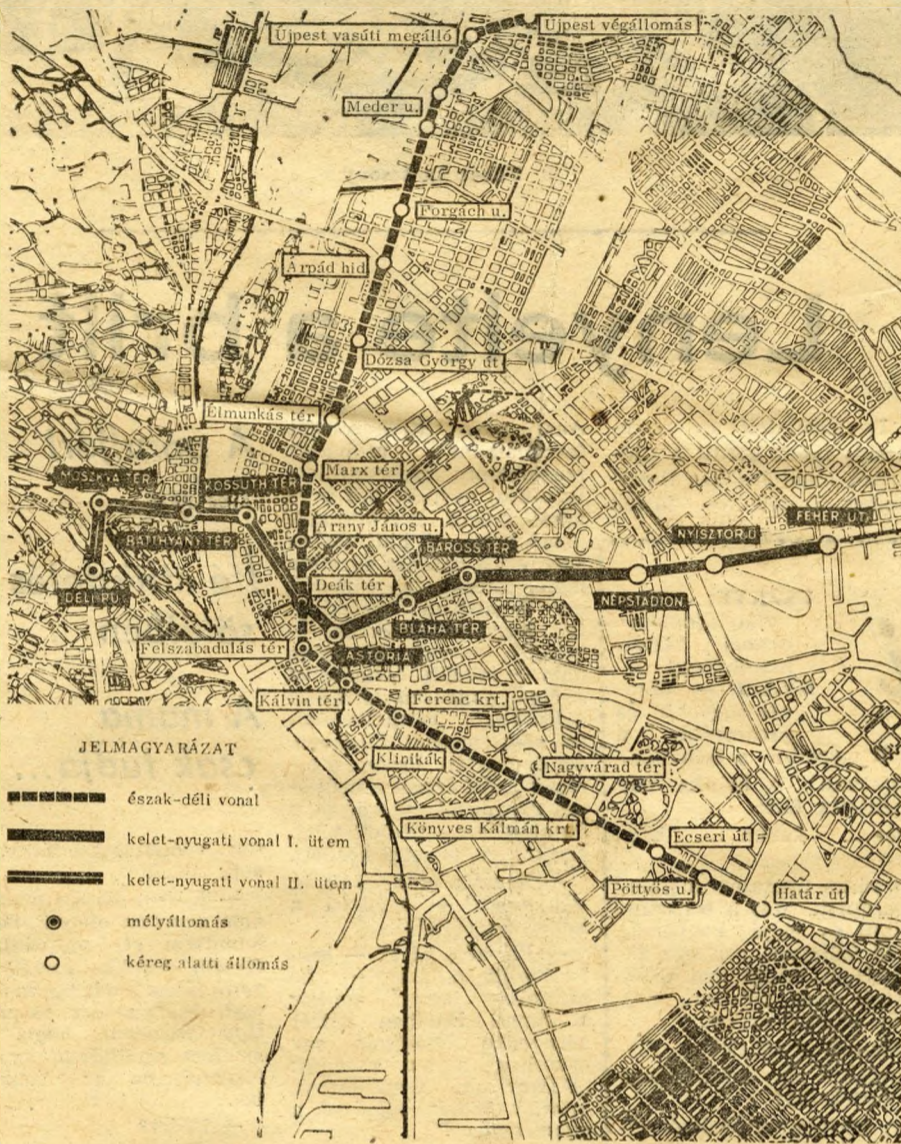 Újpest végállomás
Újpest vasúti megálló
Meder u.
Forgách u.
Árpád hid
Dózsa György út
Élmunkás tér
Marx tér
MOSZKVA TÉR
KOSSUTH TÉR
Arany János u.
FEHÉR ÚT
NYISZTOR U
BATTHYÁNY TÉR
BAROSS TÉR
DÉLI PU.
Deák tér
NÉPSTADION
BLAHA TÉR
Felszabadulás tér
ASTORIA
Kálvin tér
Ferenc krt.
Klinikák
Nagyvárad tér
Könyves Kálmán krt.
Ecseri út
Pöttyös u.
Határ út
JELMAGYARÁZAT
észak-déli vonal
kelet-nyugati vonal I. ütem
kelet-nyugati vonal II. ütem
mélyállomás
kéreg alatti állomás